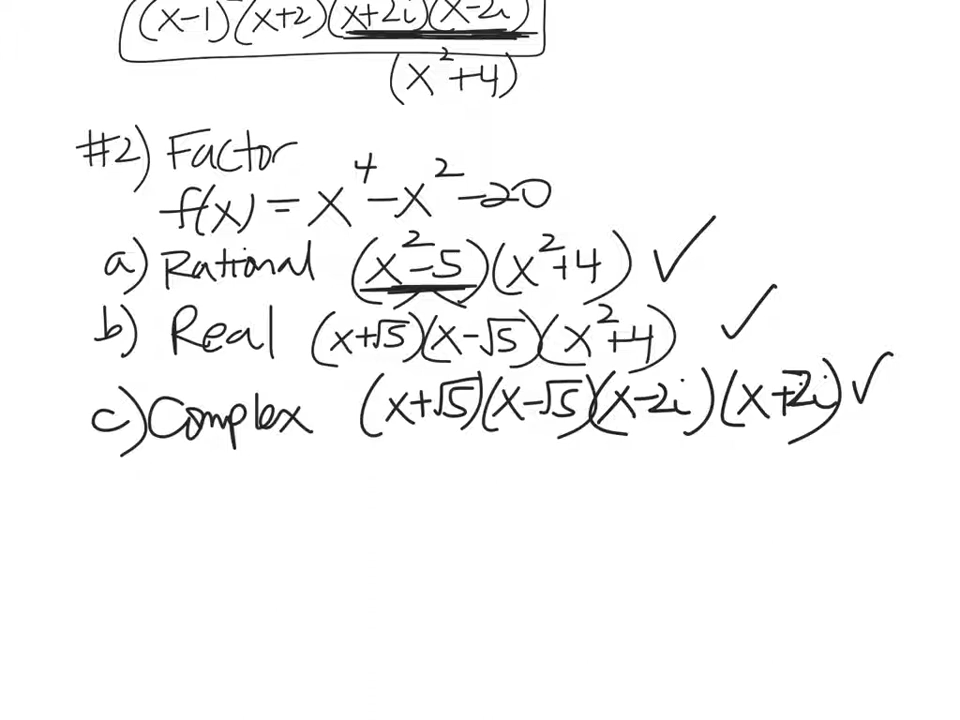 (x-1)(x+2)(x+2i)(x-2i)
(x²+4)
#2) Factor
f(x) = x⁴-x²-20
a) Rational (x²-5)(x²+4) ✓
b) Real (x+√5)(x-√5)(x²+4) ✓
c) Complex (x+√5)(x-√5)(x-2i)(x+2i) ✓